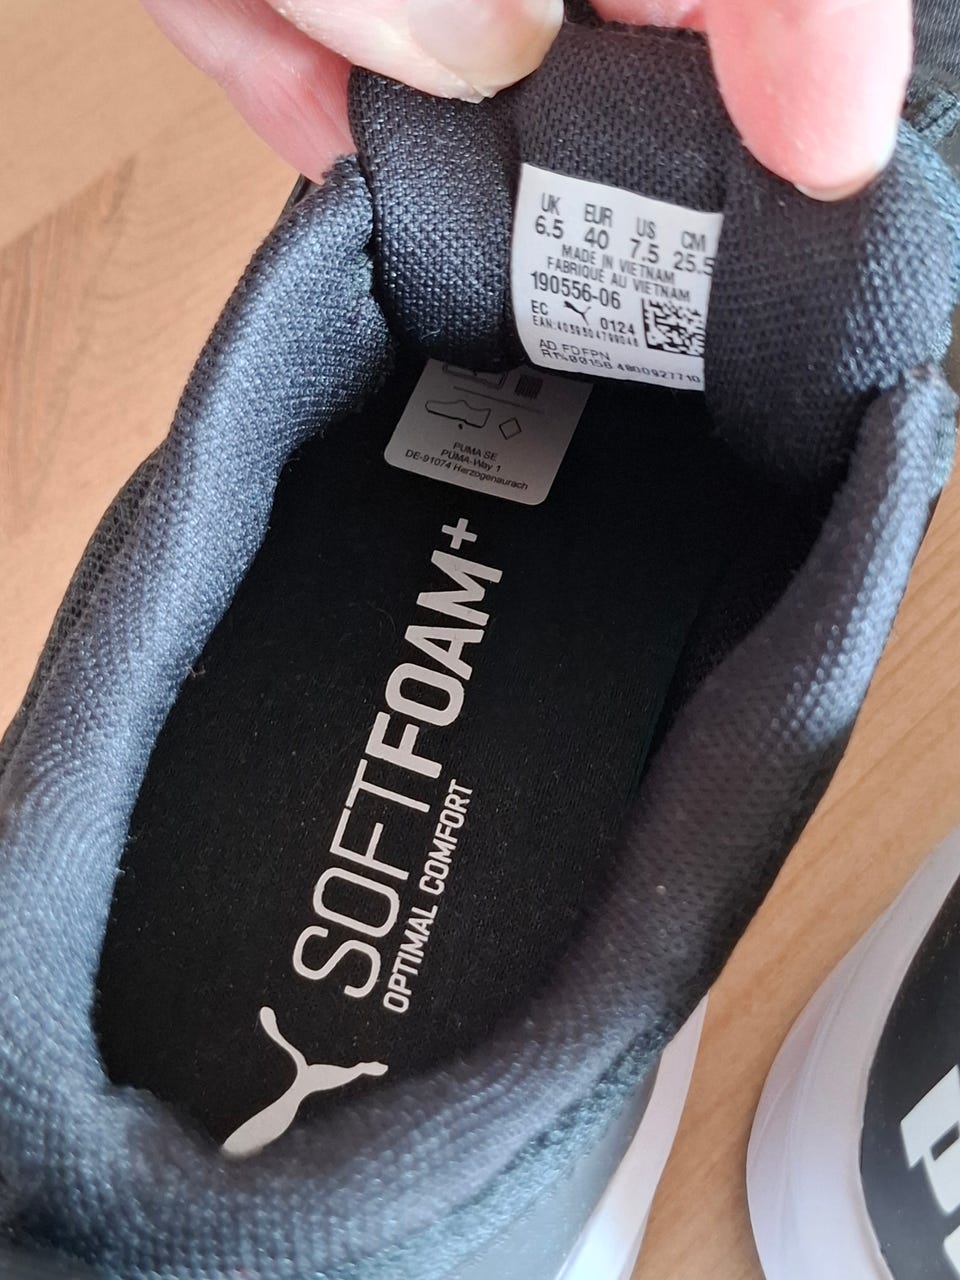 UK EUR US CM
6.5 40 7.5 25.5
MADE IN VIETNAM
FABRIQUÉ AU VIETNAM
190556-06
EC 0124
PUMA SE
PUMA-Way 1
DE-91074 Herzogenaurach
SOFTFOAM+
OPTIMAL COMFORT